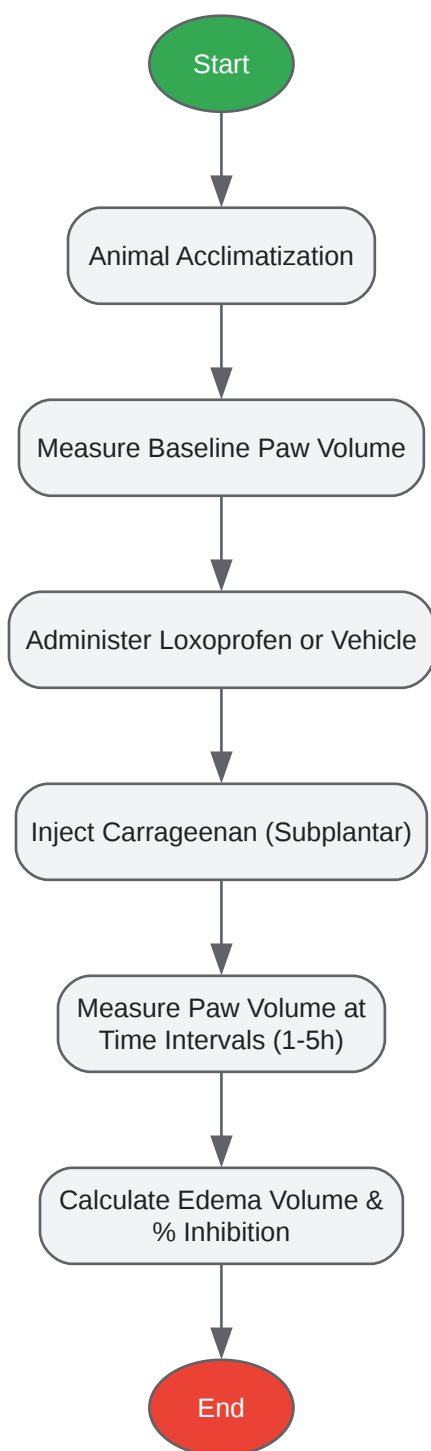 Start
Animal Acclimatization
Measure Baseline Paw Volume
Administer Loxoprofen or Vehicle
Inject Carrageenan (Subplantar)
Measure Paw Volume at
Time Intervals (1-5h)
Calculate Edema Volume &
% Inhibition
End